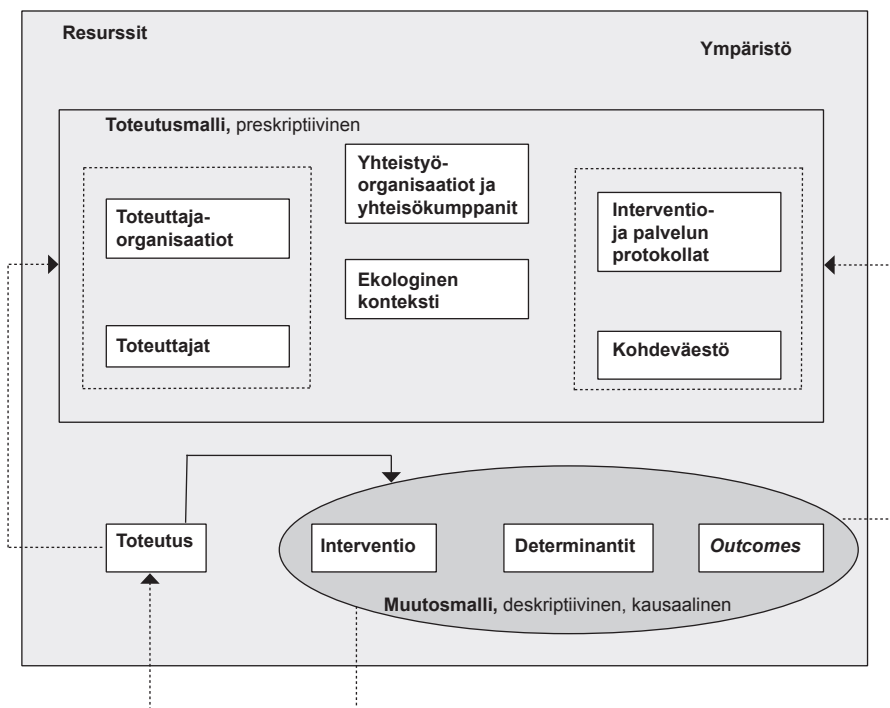 Resurssit
Ympäristö
Toteutusmalli, preskriptiivinen
Toteuttaja-
organisaatiot
Toteuttajat
Yhteistyö-
organisaatiot ja
yhteisökumppanit
Ekologinen
konteksti
Interventio-
ja palvelun
protokollat
Kohdeväestö
Toteutus
Interventio
Determinantit
Outcomes
Muutosmalli, deskriptiivinen, kausaalinen